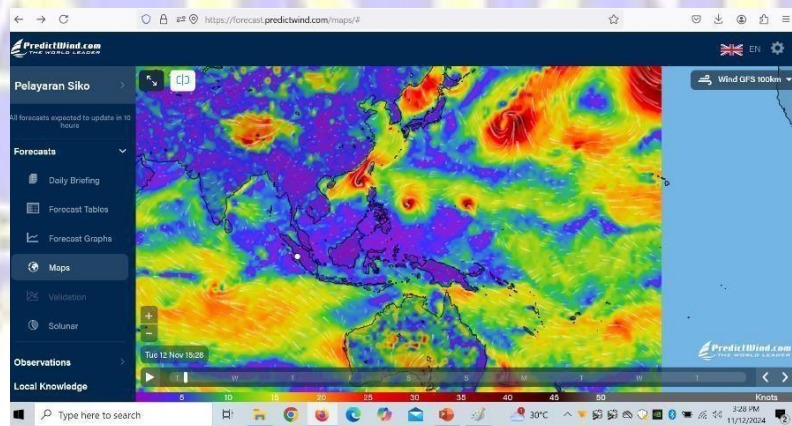 https://forecast.predictwind.com/maps/#
PredictWind.com
THE WORLD LEADER
EN
Pelayaran Siko
Wind GFS 100km
All forecasts expected to update in 10
hours
Forecasts
Daily Briefing
Forecast Tables
Forecast Graphs
Maps
Validation
Solunar
Observations
Local Knowledge
+
−
Tue 12 Nov 15:26
PredictWind.com
THE WORLD LEADER
T W T F S S M T W T
5 10 15 20 25 30 35 40 45 50 Knots
Type here to search
30°C
3:28 PM
11/12/2024
2